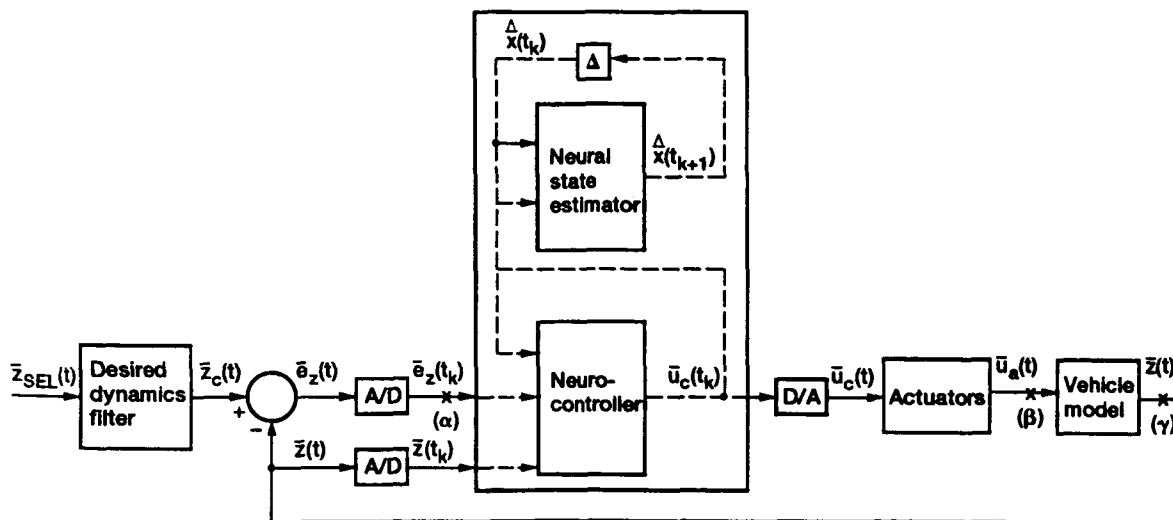 Δ
x(t_k)
Δ
Neural
state
estimator
Δ
x(t_{k+1})
z̄_SEL(t)
Desired
dynamics
filter
z̄_c(t)
+
-
ē_z(t)
A/D
ē_z(t_k)
(α)
Neuro-
controller
ū_c(t_k)
D/A
ū_c(t)
Actuators
ū_a(t)
(β)
Vehicle
model
z̄(t)
(γ)
z̄(t)
A/D
z̄(t_k)